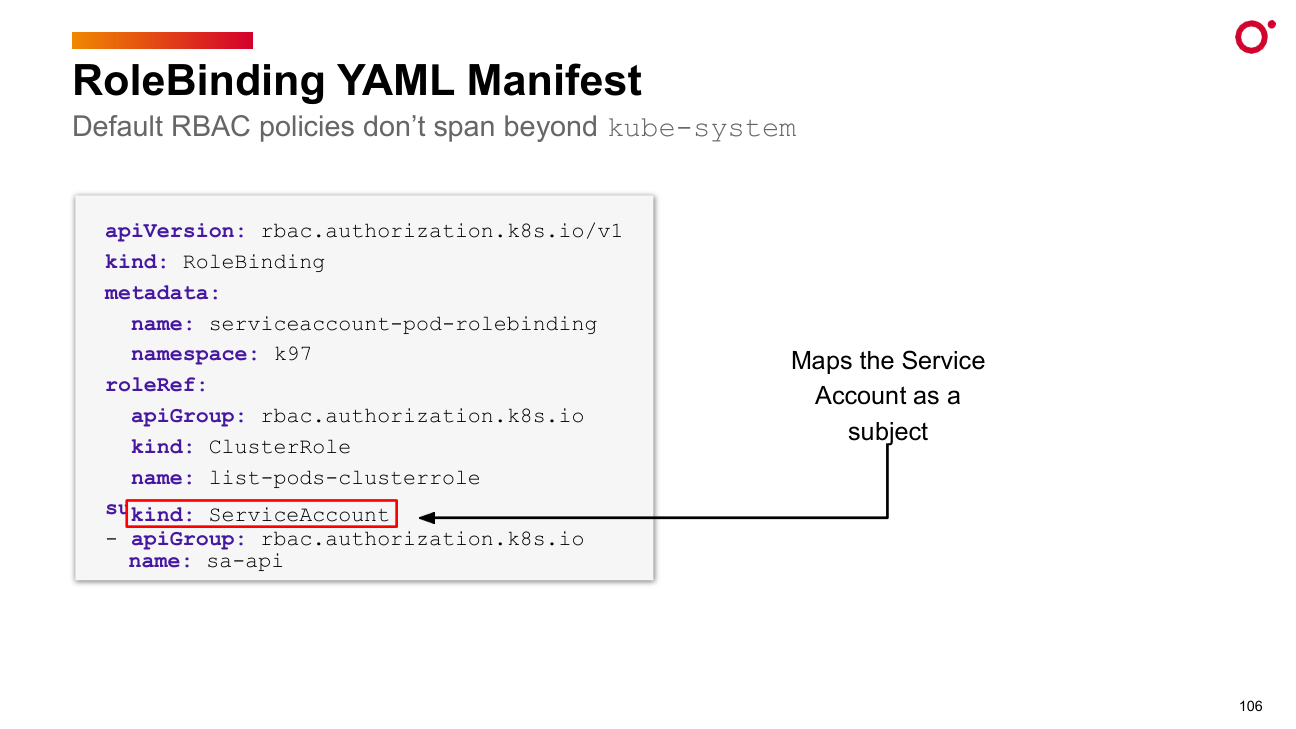 RoleBinding YAML Manifest
Default RBAC policies don’t span beyond kube-system
apiVersion: rbac.authorization.k8s.io/v1
kind: RoleBinding
metadata:
  name: serviceaccount-pod-rolebinding
  namespace: k97
roleRef:
  apiGroup: rbac.authorization.k8s.io
  kind: ClusterRole
  name: list-pods-clusterrole
su
kind: ServiceAccount
- apiGroup: rbac.authorization.k8s.io
  name: sa-api
Maps the Service
Account as a
subject
106